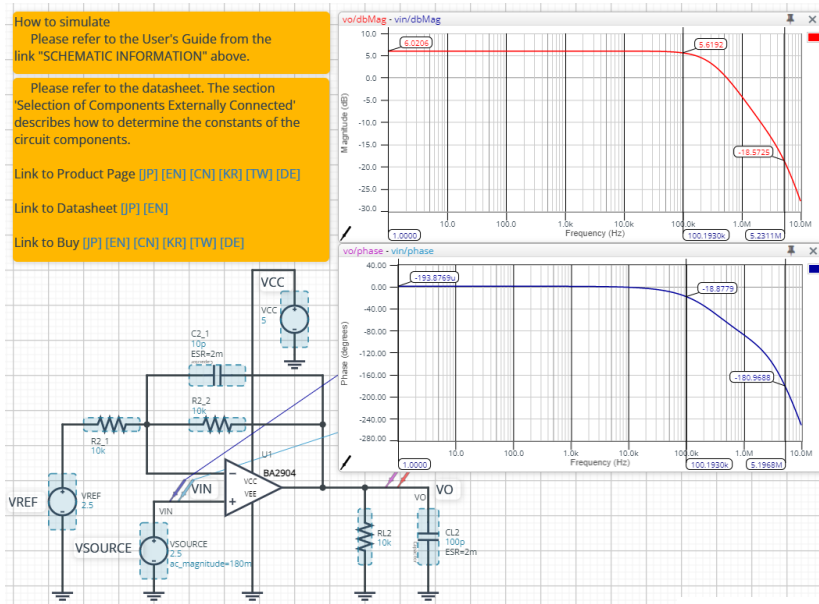 How to simulate
Please refer to the User's Guide from the
link "SCHEMATIC INFORMATION" above.
Please refer to the datasheet. The section
'Selection of Components Externally Connected'
describes how to determine the constants of the
circuit components.
Link to Product Page [JP] [EN] [CN] [KR] [TW] [DE]
Link to Datasheet [JP] [EN]
Link to Buy [JP] [EN] [CN] [KR] [TW] [DE]
vo/dbMag - vin/dbMag
10.0
5.0
0.0
-5.0
-10.0
-15.0
-20.0
-25.0
-30.0
Magnitude (dB)
6.0206
5.6192
-18.5725
10.0
100.0
1.0k
10.0k
100.0k
1.0M
10.0M
Frequency (Hz)
1.0000
100.1930k
5.2311M
vo/phase - vin/phase
40.00
0.00
-40.00
-80.00
-120.00
-160.00
-200.00
-240.00
-280.00
Phase (degrees)
-193.8769u
-18.8779
-180.9688
10.0
100.0
1.0k
10.0k
100.0k
1.0M
10.0M
Frequency (Hz)
1.0000
100.1930k
5.1968M
VCC
VCC
5
C2_1
10p
ESR=2m
R2_2
10k
R2_1
10k
U1
BA2904
VCC
VEE
VREF
VREF
2.5
VIN
VIN
VSOURCE
VSOURCE
2.5
ac_magnitude=180m
VO
VO
RL2
10k
CL2
100p
ESR=2m